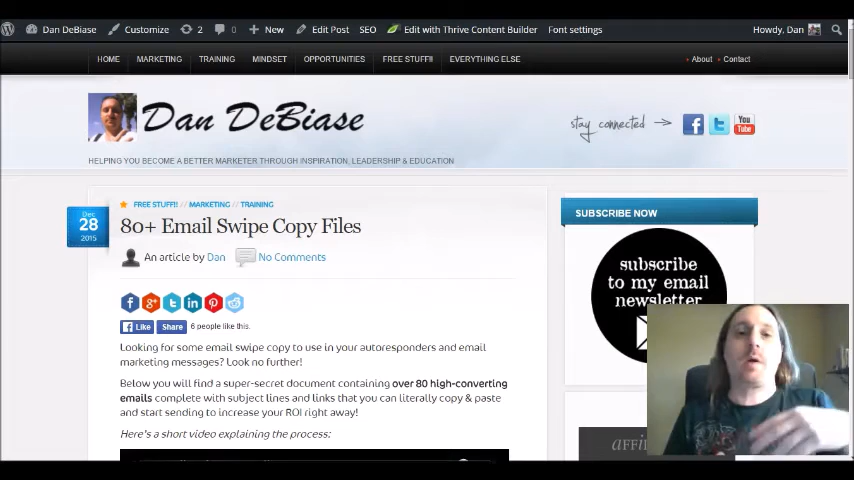 Dan DeBiase Customize 2 0 New Edit Post SEO Edit with Thrive Content Builder Font settings Howdy, Dan
HOME MARKETING TRAINING MINDSET OPPORTUNITIES FREE STUFF!! EVERYTHING ELSE About Contact
Dan DeBiase
stay connected
You
Tube
HELPING YOU BECOME A BETTER MARKETER THROUGH INSPIRATION, LEADERSHIP & EDUCATION
Dec
28
2015
FREE STUFF!! // MARKETING // TRAINING
80+ Email Swipe Copy Files
An article by Dan No Comments
Like Share 6 people like this.
Looking for some email swipe copy to use in your autoresponders and email
marketing messages? Look no further!
Below you will find a super-secret document containing over 80 high-converting
emails complete with subject lines and links that you can literally copy & paste
and start sending to increase your ROI right away!
Here's a short video explaining the process:
SUBSCRIBE NOW
subscribe
to my email
newsletter